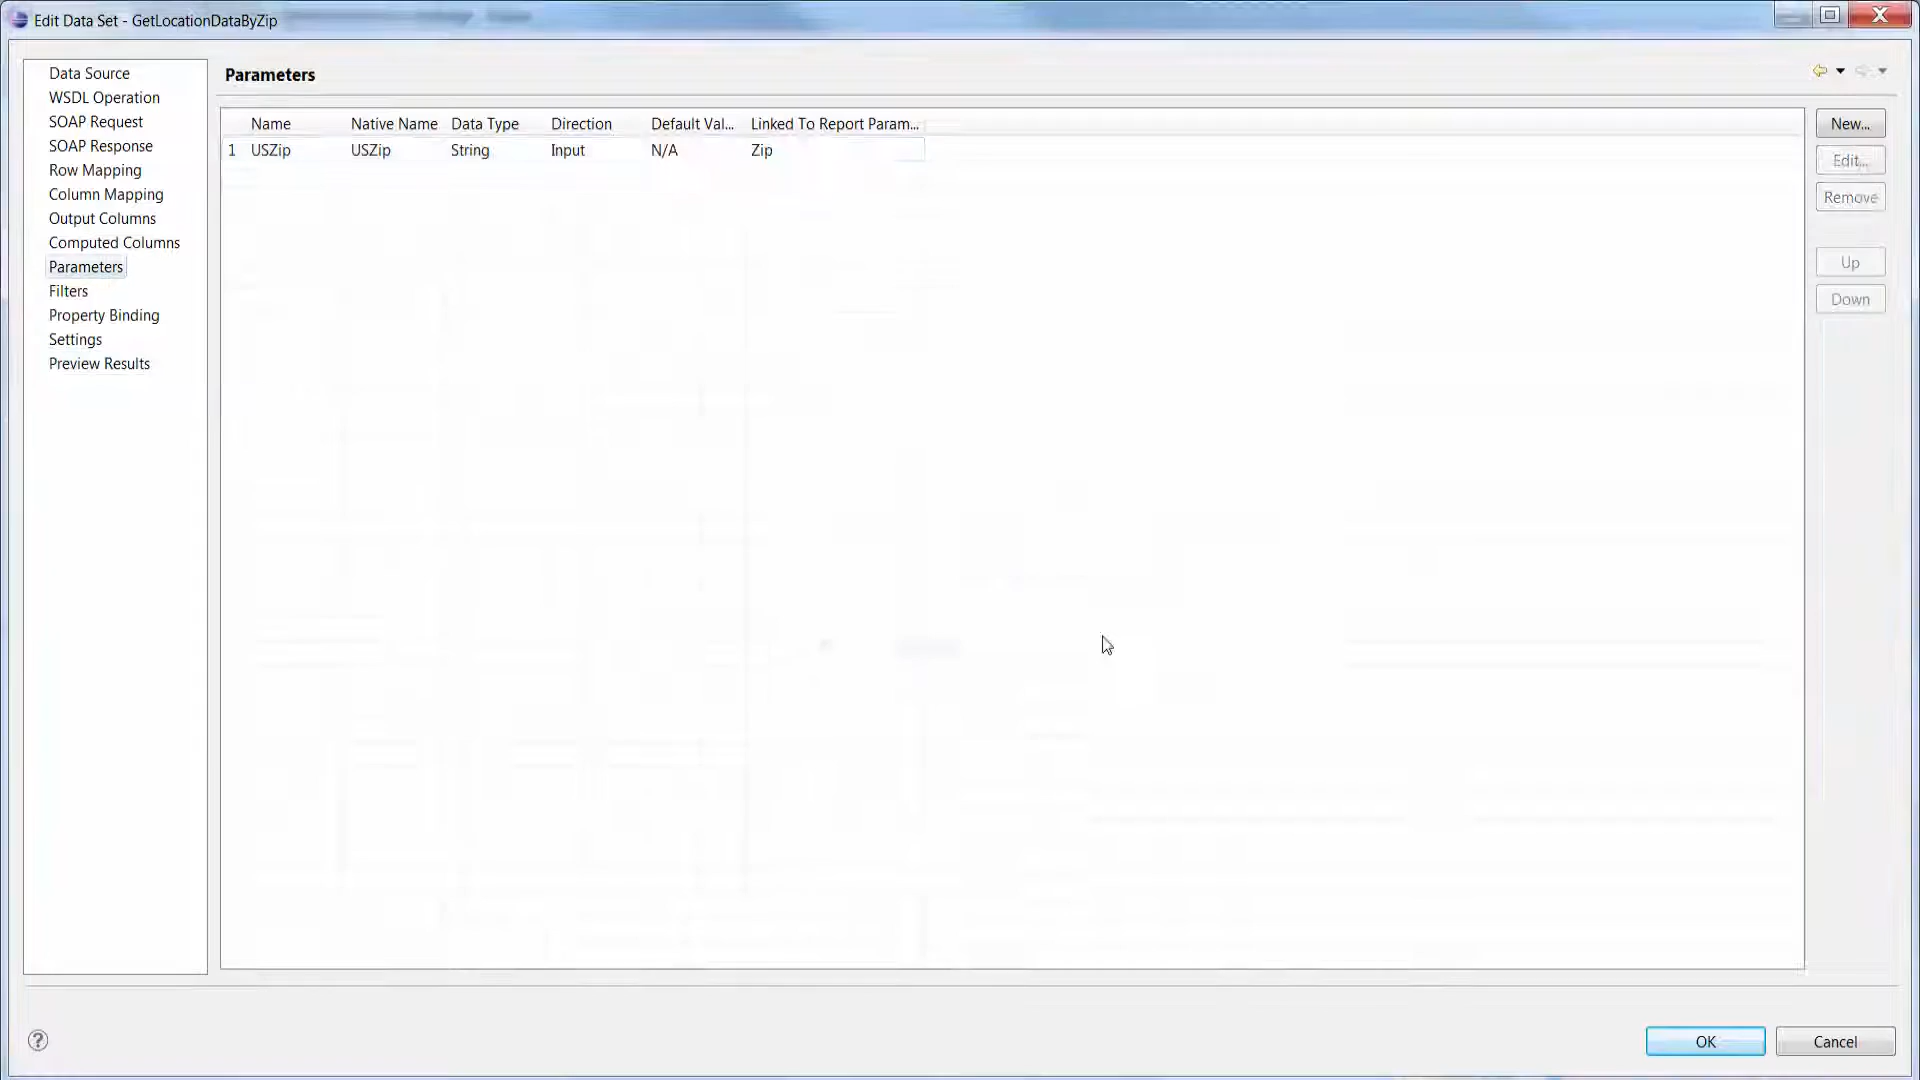 Edit Data Set - GetLocationDataByZip
Data Source
WSDL Operation
SOAP Request
SOAP Response
Row Mapping
Column Mapping
Output Columns
Computed Columns
Parameters
Filters
Property Binding
Settings
Preview Results
Parameters
Name Native Name Data Type Direction Default Val... Linked To Report Param...
1 USZip USZip String Input N/A Zip
New...
Edit...
Remove
Up
Down
?
OK Cancel